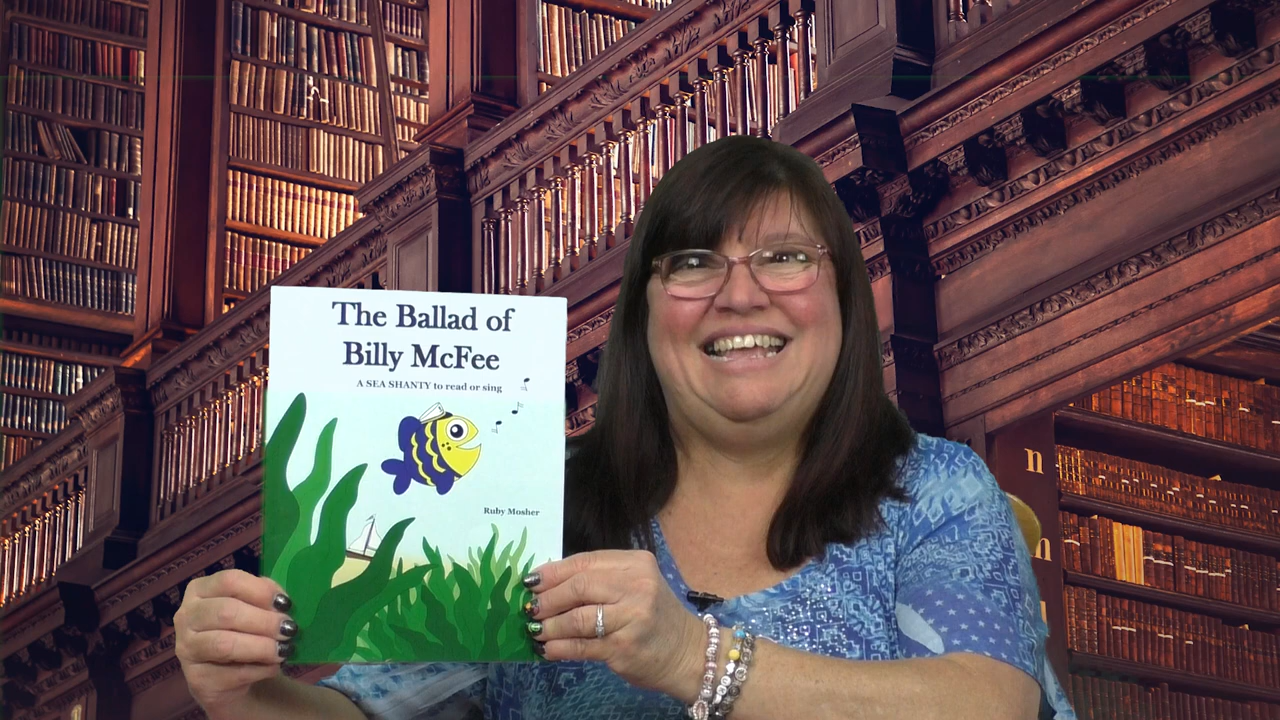 The Ballad of
Billy McFee
A SEA SHANTY to read or sing
Ruby Mosher
n
n